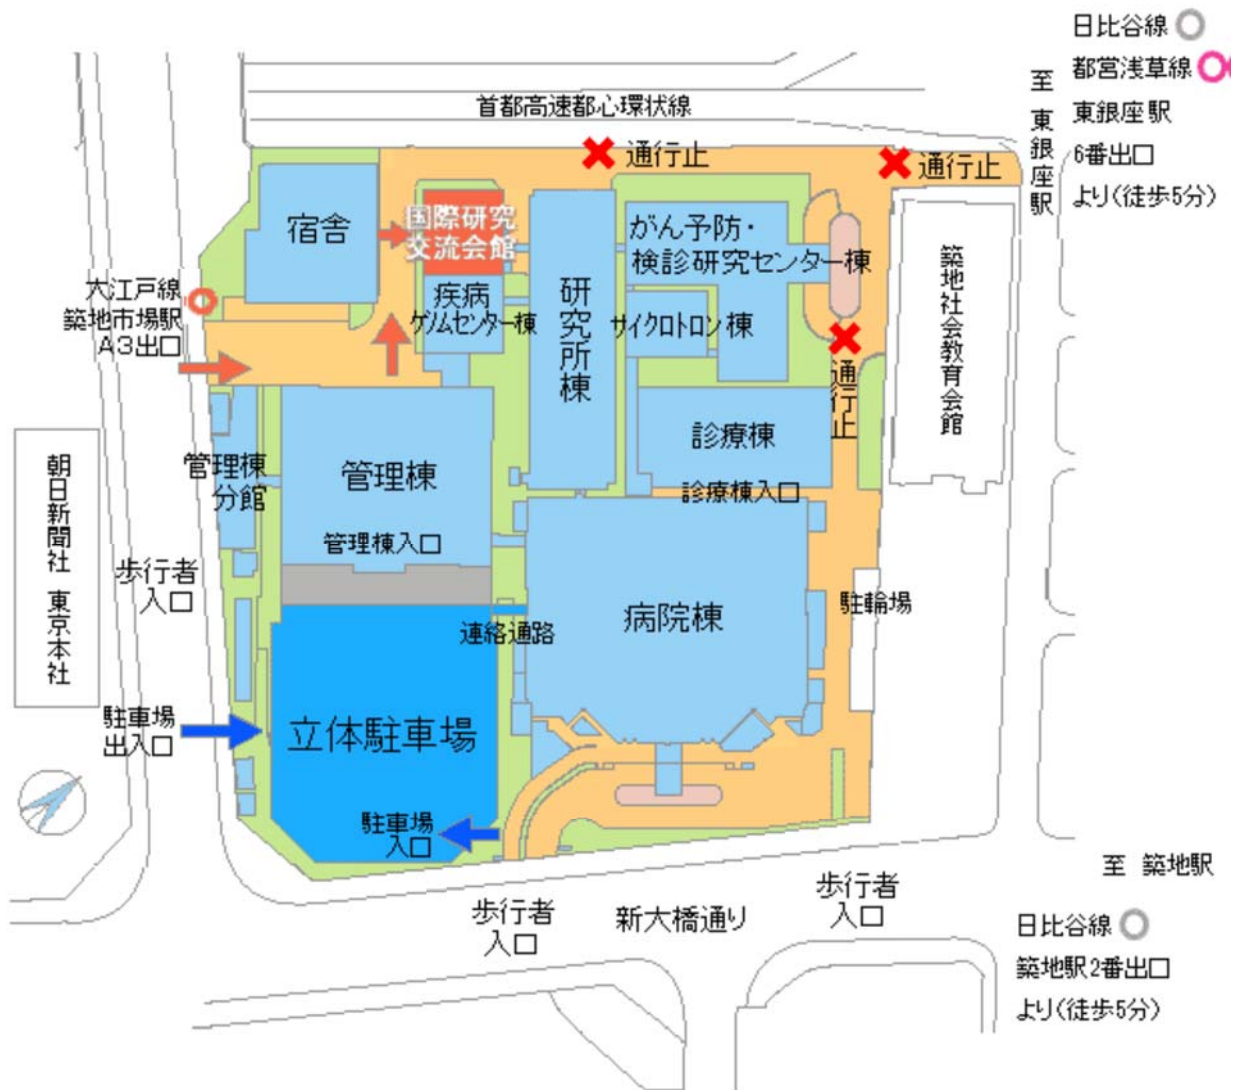 日比谷線
都営浅草線
東銀座駅
6番出口
より(徒歩5分)
至 東銀座駅
首都高速都心環状線
通行止
通行止
宿舎
国際研究
交流会館
がん予防・
検診研究センター棟
築地社会教育会館
大江戸線
築地市場駅
A3出口
疾病
ゲノムセンター棟
研究所棟
サイクロトロン棟
通行止
診療棟
診療棟入口
管理棟
分館
管理棟
管理棟入口
朝日新聞社 東京本社
歩行者
入口
連絡通路
病院棟
駐輪場
駐車場
出入口
立体駐車場
駐車場
入口
至 築地駅
歩行者
入口
新大橋通り
歩行者
入口
日比谷線
築地駅2番出口
より(徒歩5分)